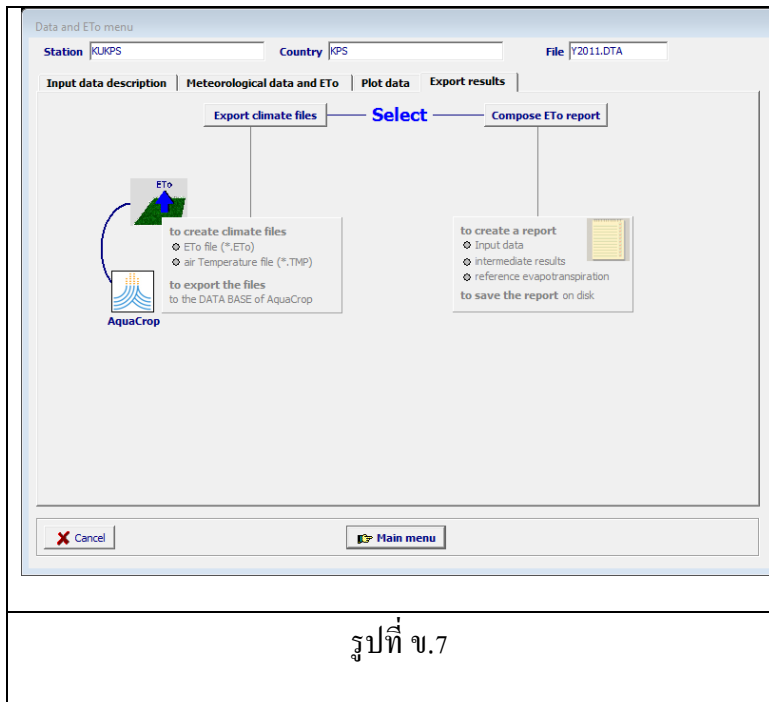 Data and ETo menu
Station KUKPS Country KPS File Y2011.DTA
Input data description Meteorological data and ETo Plot data Export results
Export climate files Select Compose ETo report
ETo
to create climate files
ETo file (*.ETo)
air Temperature file (*.TMP)
to export the files
to the DATA BASE of AquaCrop
AquaCrop
to create a report
Input data
intermediate results
reference evapotranspiration
to save the report on disk
Cancel Main menu
รูปที่ ข.7